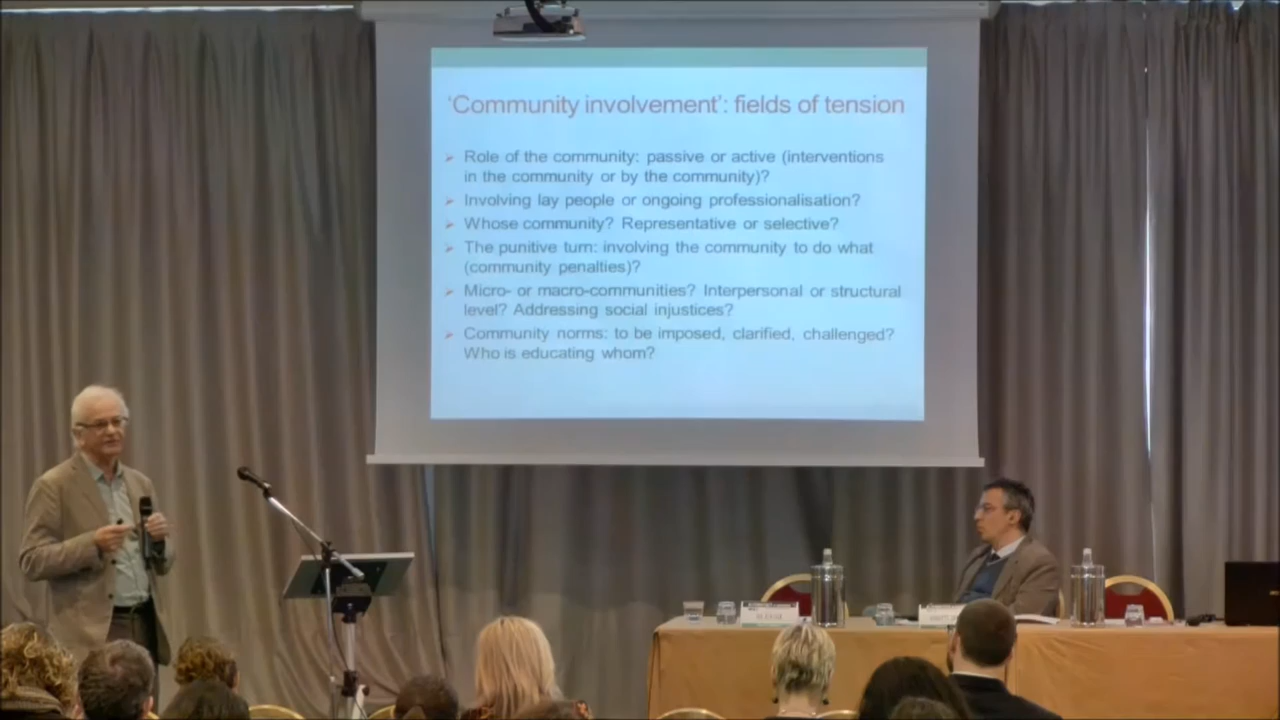 'Community involvement': fields of tension
Role of the community: passive or active (interventions
in the community or by the community)?
Involving lay people or ongoing professionalisation?
Whose community? Representative or selective?
The punitive turn: involving the community to do what
(community penalties)?
Micro- or macro-communities? Interpersonal or structural
level? Addressing social injustices?
Community norms: to be imposed, clarified, challenged?
Who is educating whom?